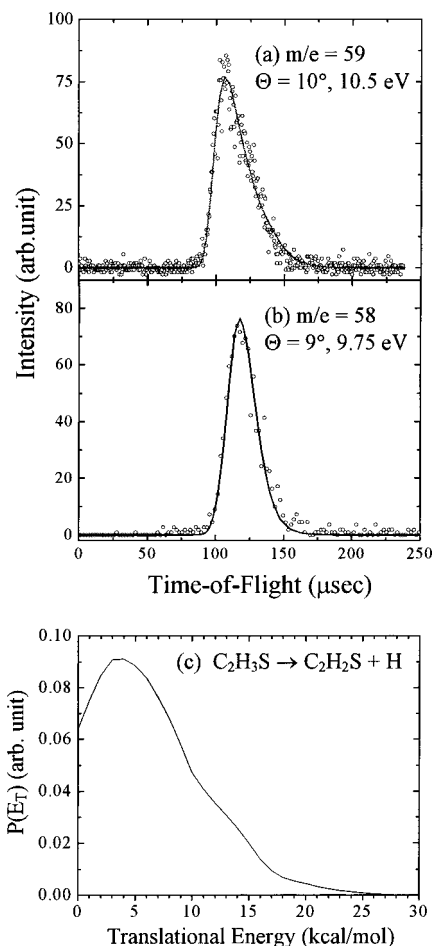 100
(a) m/e = 59
Θ = 10°, 10.5 eV
75
50
25
0
Intensity (arb.unit)
80
(b) m/e = 58
Θ = 9°, 9.75 eV
60
40
20
0
0 50 100 150 200 250
Time-of-Flight (μsec)
0.10
(c) C₂H₃S → C₂H₂S + H
0.08
0.06
0.04
0.02
0.00
P(E_T) (arb. unit)
0 5 10 15 20 25 30
Translational Energy (kcal/mol)